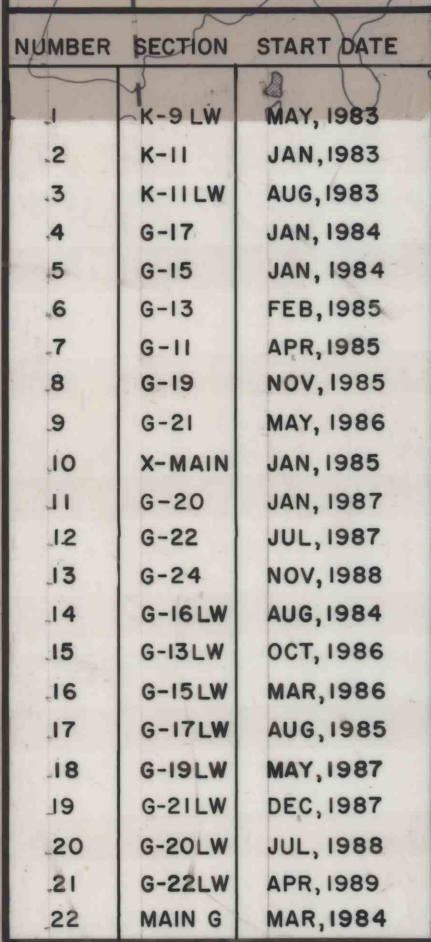 NUMBER SECTION START DATE
1 K-9 LW MAY, 1983
2 K-11 JAN, 1983
3 K-11 LW AUG, 1983
4 G-17 JAN, 1984
5 G-15 JAN, 1984
6 G-13 FEB, 1985
7 G-11 APR, 1985
8 G-19 NOV, 1985
9 G-21 MAY, 1986
10 X-MAIN JAN, 1985
11 G-20 JAN, 1987
12 G-22 JUL, 1987
13 G-24 NOV, 1988
14 G-16 LW AUG, 1984
15 G-13 LW OCT, 1986
16 G-15 LW MAR, 1986
17 G-17 LW AUG, 1985
18 G-19 LW MAY, 1987
19 G-21 LW DEC, 1987
20 G-20 LW JUL, 1988
21 G-22 LW APR, 1989
22 MAIN G MAR, 1984